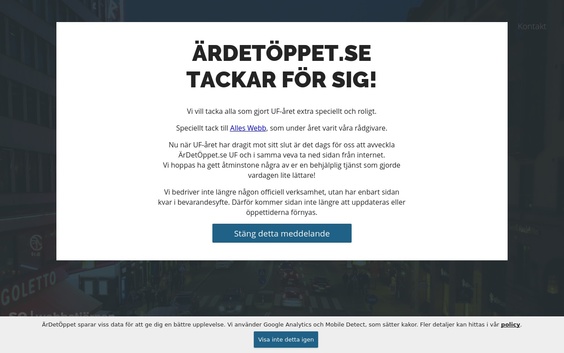 Kontakt
ÄRDETÖPPET.SE
TACKAR FÖR SIG!
Vi vill tacka alla som gjort UF-året extra speciellt och roligt.
Speciellt tack till Alles Webb, som under året varit våra rådgivare.
Nu när UF-året har dragit mot sitt slut är det dags för oss att avveckla
ÄrDetÖppet.se UF och i samma veva ta ned sidan från internet.
Vi hoppas ha gett åtminstone några av er en behjälplig tjänst som gjorde
vardagen lite lättare!
Vi bedriver inte längre någon officiell verksamhet, utan har enbart sidan
kvar i bevarandesyfte. Därför kommer sidan inte längre att uppdateras eller
öppettiderna förnyas.
Stäng detta meddelande
GOLETTO
ÄrDetÖppet sparar viss data för att ge dig en bättre upplevelse. Vi använder Google Analytics och Mobile Detect, som sätter kakor. Fler detaljer kan hittas i vår policy.
Visa inte detta igen